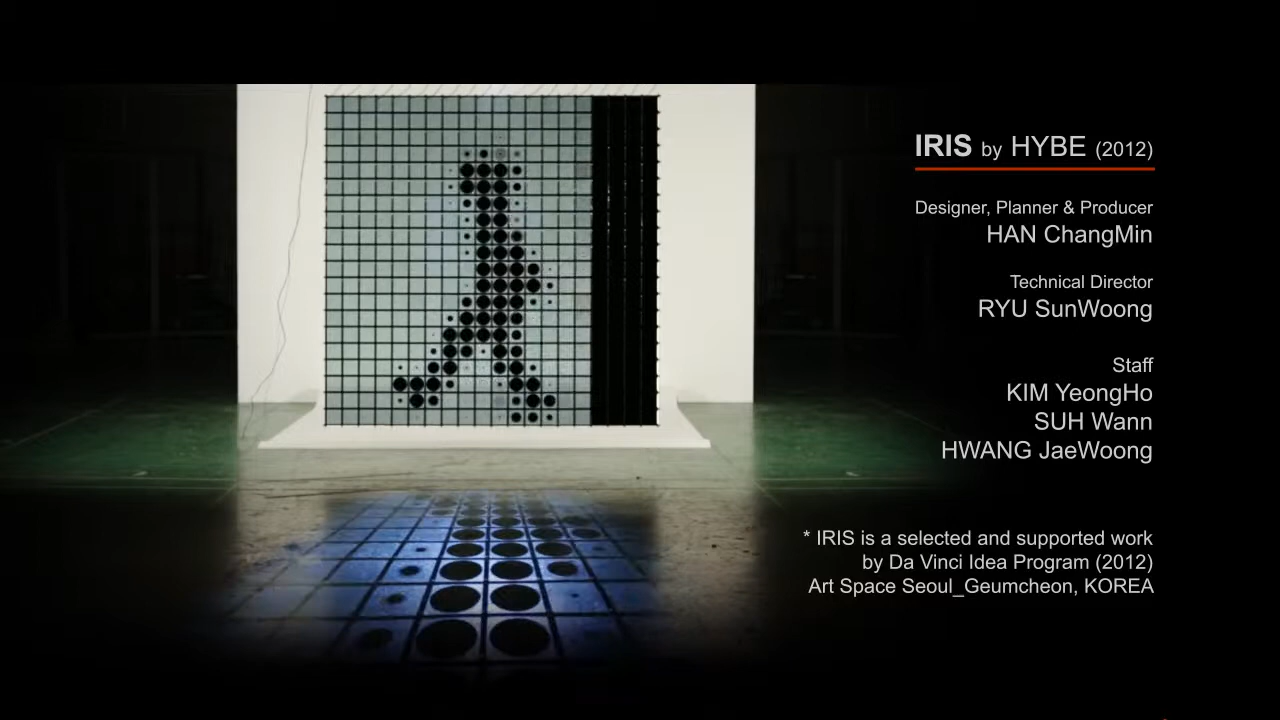 IRIS by HYBE (2012)
Designer, Planner & Producer
HAN ChangMin
Technical Director
RYU SunWoong
Staff
KIM YeongHo
SUH Wann
HWANG JaeWoong
* IRIS is a selected and supported work
by Da Vinci Idea Program (2012)
Art Space Seoul_Geumcheon, KOREA